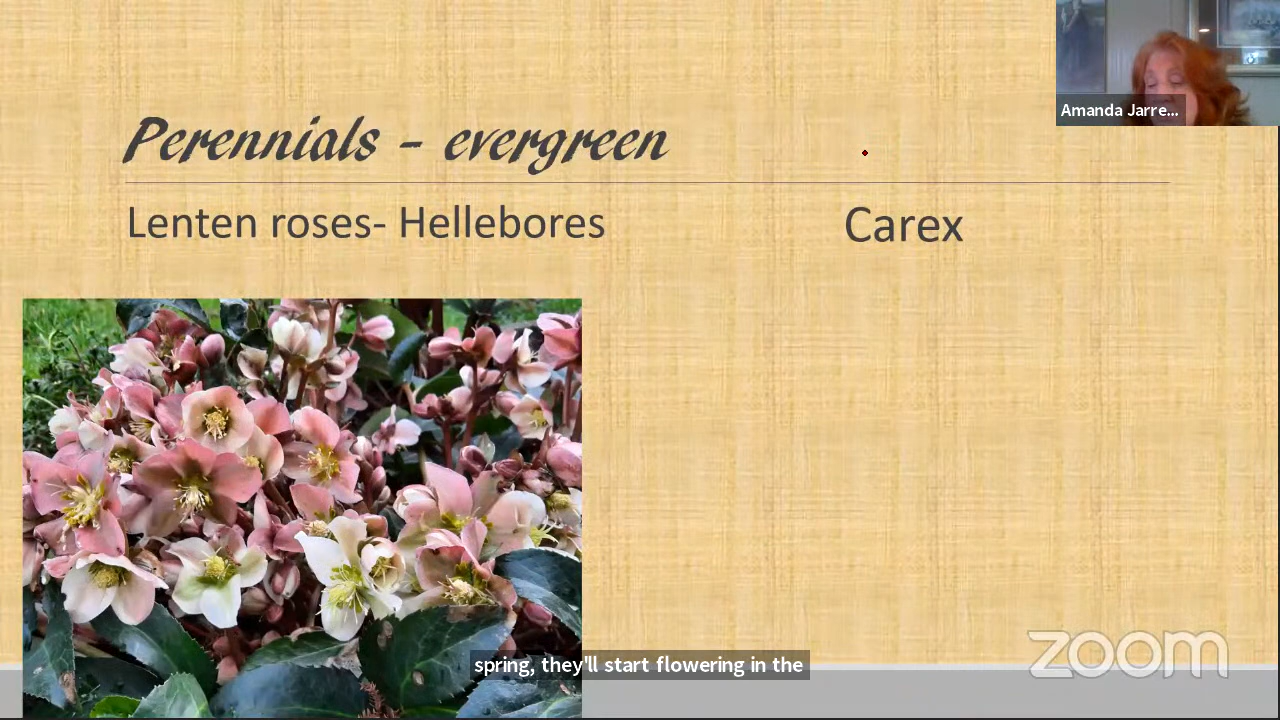 Amanda Jarre...
Perennials - evergreen
Lenten roses- Hellebores
Carex
spring, they'll start flowering in the
zoom